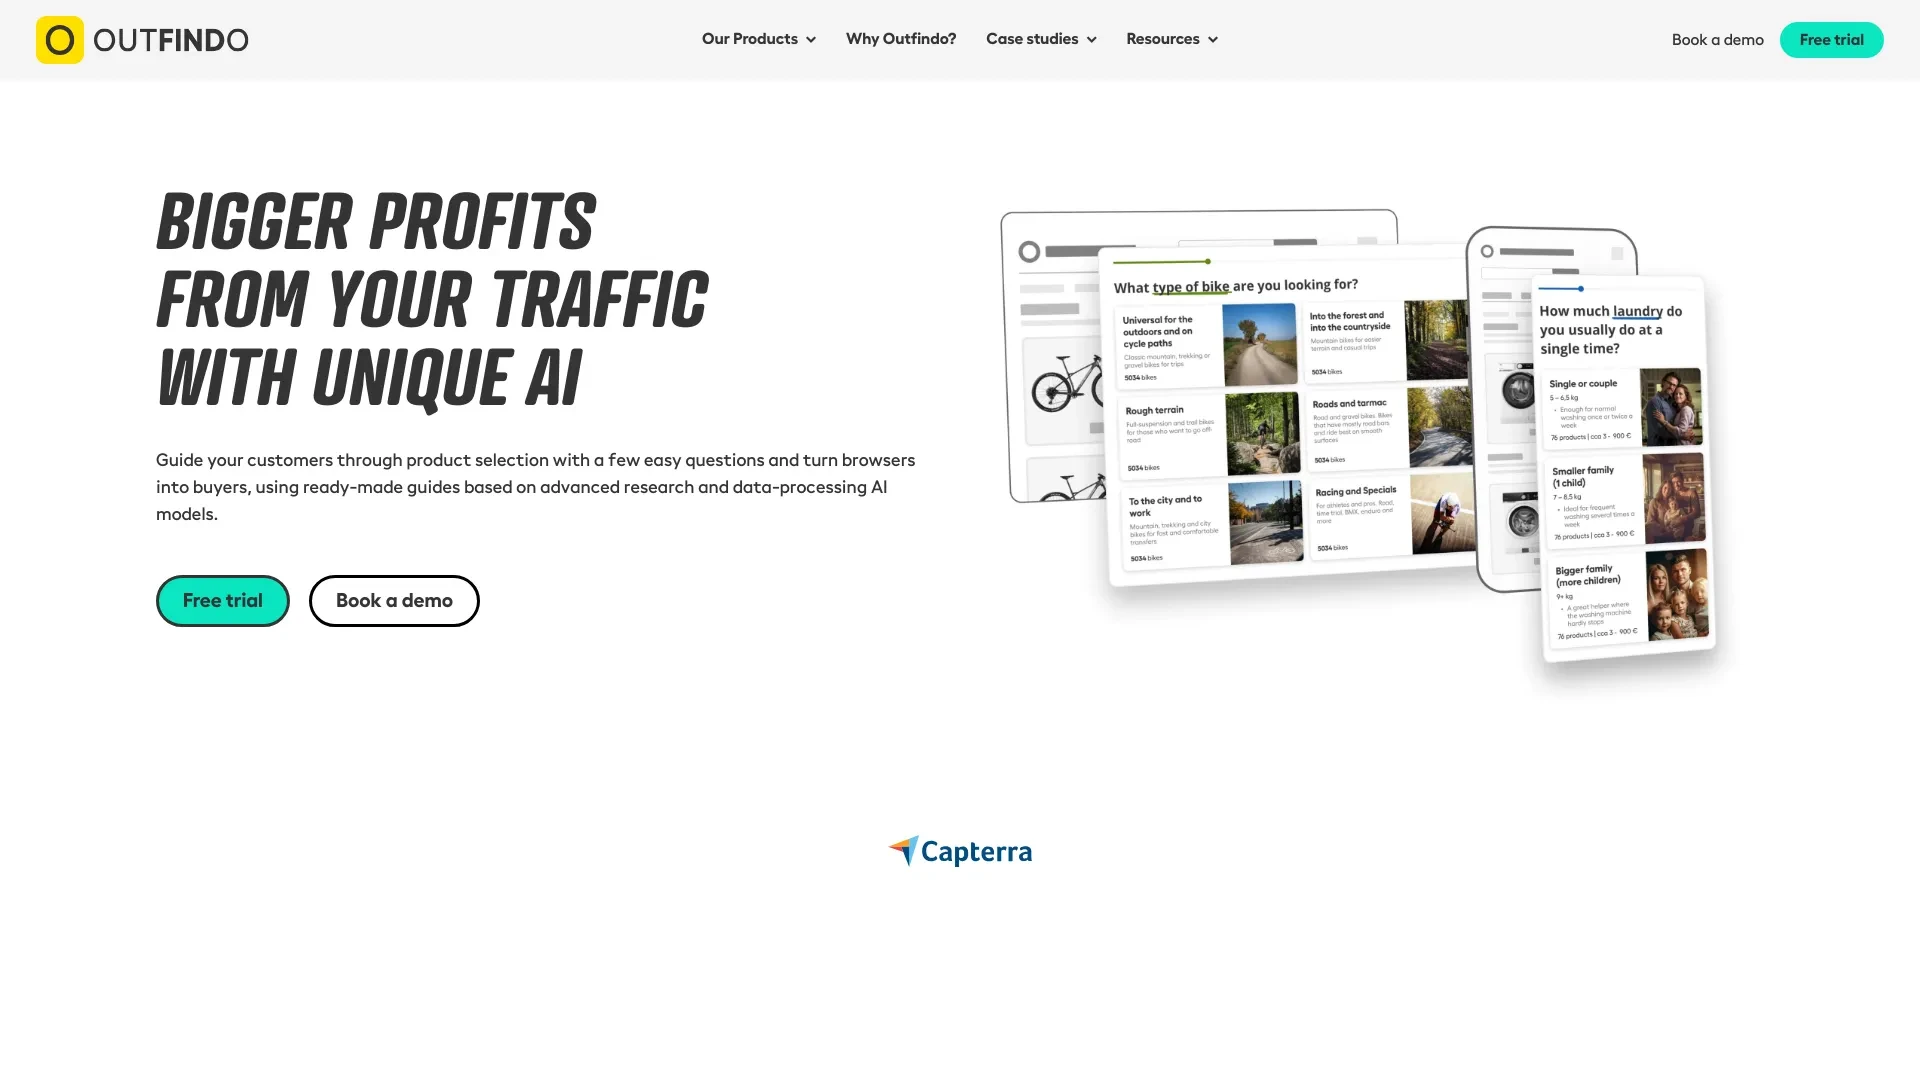 OUTFINDO
Our Products
Why Outfindo?
Case studies
Resources
Book a demo
Free trial
BIGGER PROFITS
FROM YOUR TRAFFIC
WITH UNIQUE AI
Guide your customers through product selection with a few easy questions and turn browsers
into buyers, using ready-made guides based on advanced research and data-processing AI
models.
Free trial
Book a demo
What type of bike are you looking for?
Universal for the
outdoors and on
cycle paths
Classic mountain, trekking or
gravel bikes for trips
5034 bikes
Into the forest and
into the countryside
Mountain bikes for easier
terrain and casual trips
5034 bikes
Rough terrain
Full-suspension and trail bikes
for those who want to go off-
road
5034 bikes
Roads and tarmac
Road and gravel bikes. Bikes
that have mostly road bars
and ride best on smooth
surfaces
5034 bikes
To the city and to
work
Mountain, trekking and city
bikes for fast and comfortable
transfers
5034 bikes
Racing and Specials
For athletes and pros. Road,
time trial, BMX, enduro and
more
5034 bikes
How much laundry do
you usually do at a
single time?
Single or couple
5 – 6,5 kg
• Enough for normal
washing once or twice a
week
76 products | cca 3 - 900 €
Smaller family
(1 child)
7 – 8,5 kg
• Ideal for frequent
washing several times a
week
76 products | cca 3 - 900 €
Bigger family
(more children)
9+ kg
• A great helper where
the washing machine
hardly stops
76 products | cca 3 - 900 €
Capterra